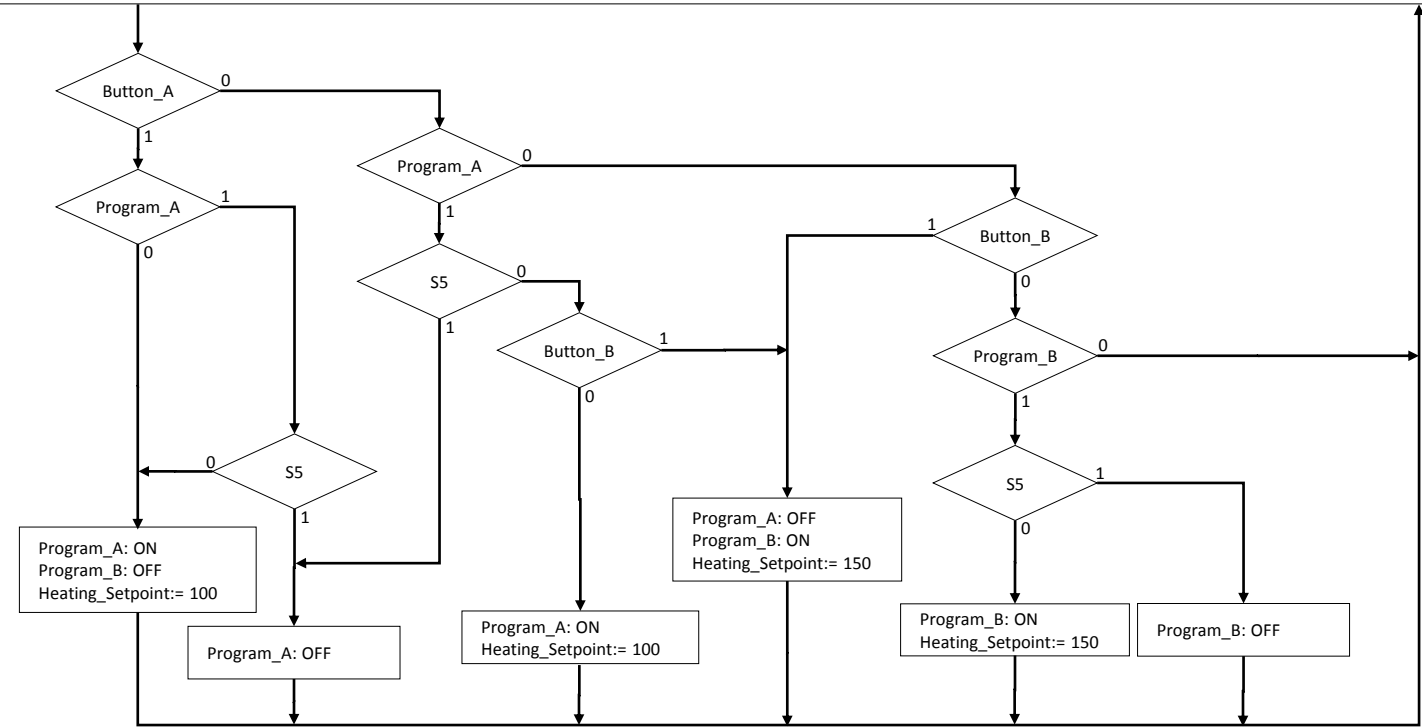 Button_A
0
1
Program_A
0
1
Program_A
1
0
Button_B
1
0
S5
0
1
Button_B
1
0
Program_B
0
1
S5
0
1
S5
1
0
Program_A: ON
Program_B: OFF
Heating_Setpoint:= 100
Program_A: OFF
Program_A: ON
Heating_Setpoint:= 100
Program_A: OFF
Program_B: ON
Heating_Setpoint:= 150
Program_B: ON
Heating_Setpoint:= 150
Program_B: OFF